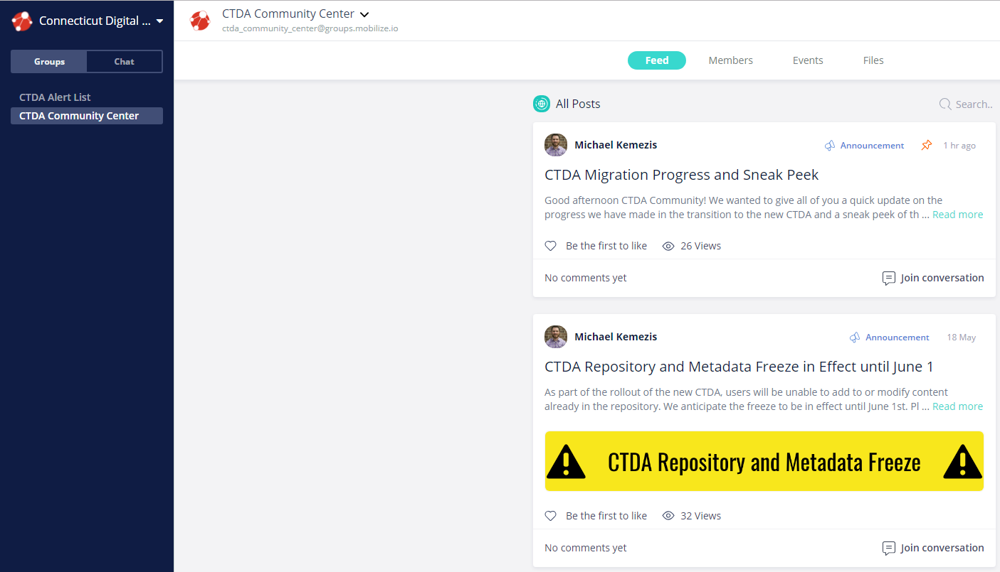 Connecticut Digital ...
Groups
Chat
CTDA Alert List
CTDA Community Center
CTDA Community Center
ctda_community_center@groups.mobilize.io
Feed
Members
Events
Files
All Posts
Search..
Michael Kemezis
Announcement
1 hr ago
CTDA Migration Progress and Sneak Peek
Good afternoon CTDA Community! We wanted to give all of you a quick update on the
progress we have made in the transition to the new CTDA and a sneak peek of th ... Read more
Be the first to like
26 Views
No comments yet
Join conversation
Michael Kemezis
Announcement
18 May
CTDA Repository and Metadata Freeze in Effect until June 1
As part of the rollout of the new CTDA, users will be unable to add to or modify content
already in the repository. We anticipate the freeze to be in effect until June 1st. Pl ... Read more
CTDA Repository and Metadata Freeze
Be the first to like
32 Views
No comments yet
Join conversation